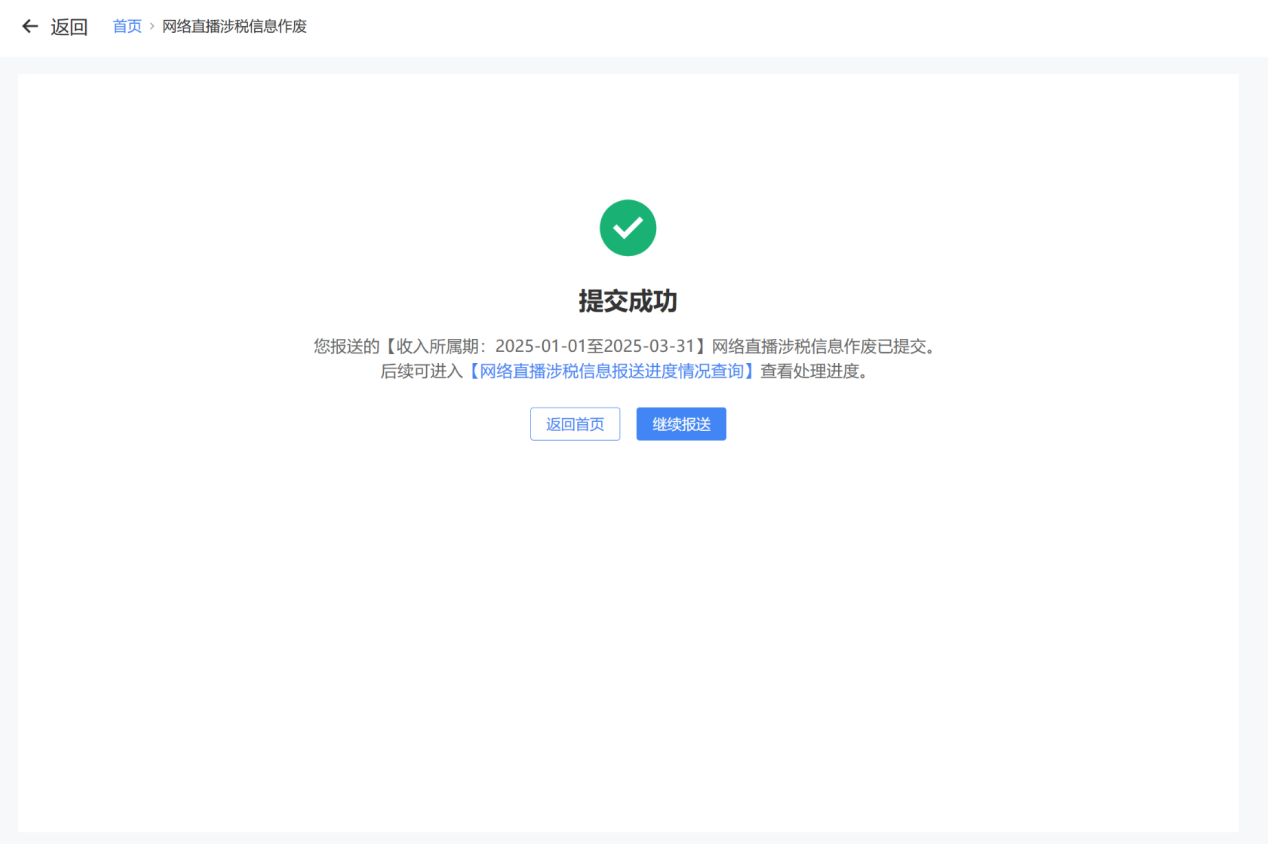 返回 首页 > 网络直播涉税信息作废
提交成功
您报送的【收入所属期：2025-01-01至2025-03-31】网络直播涉税信息作废已提交。
后续可进入【网络直播涉税信息报送进度情况查询】查看处理进度。
返回首页 继续报送